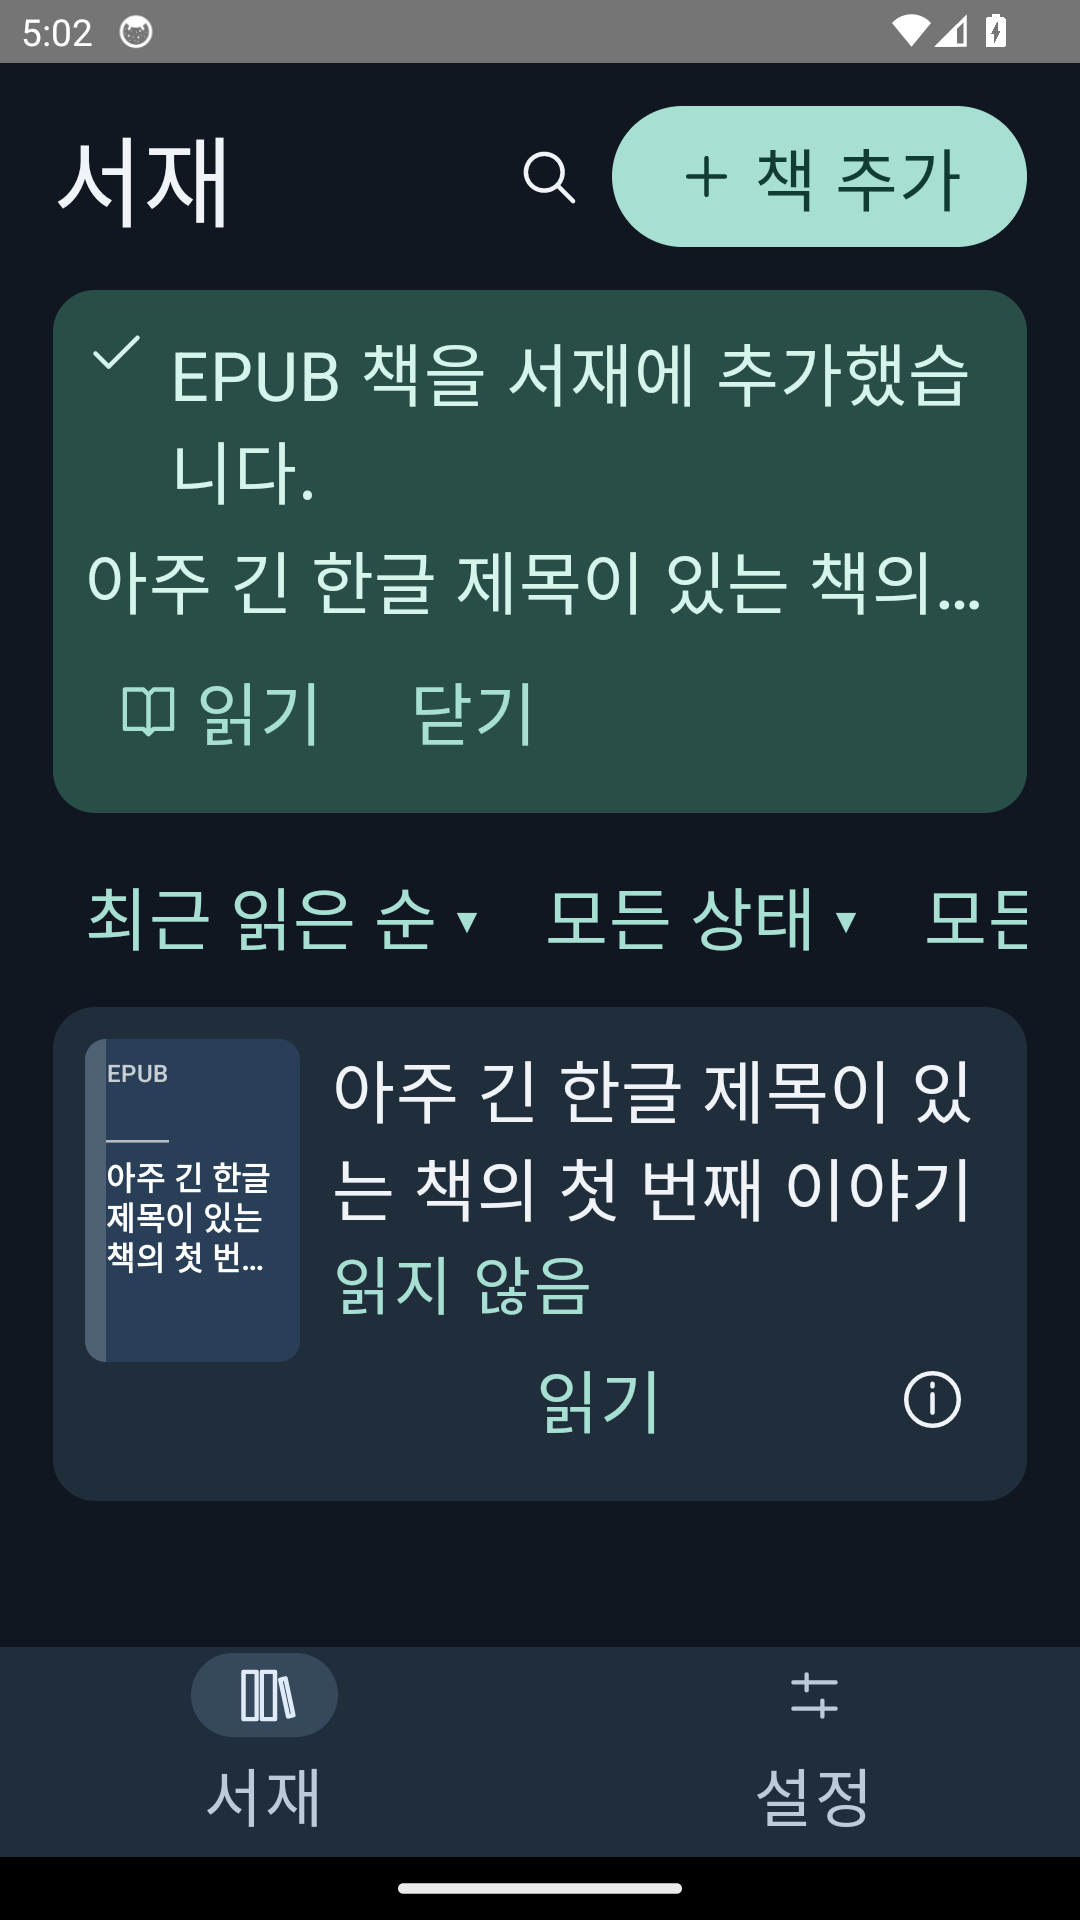 5:02
서재
+ 책 추가
EPUB 책을 서재에 추가했습
니다.
아주 긴 한글 제목이 있는 책의…
읽기 닫기
최근 읽은 순 ▾ 모든 상태 ▾ 모든
EPUB
아주 긴 한글
제목이 있는
책의 첫 번…
아주 긴 한글 제목이 있
는 책의 첫 번째 이야기
읽지 않음
읽기
서재 설정